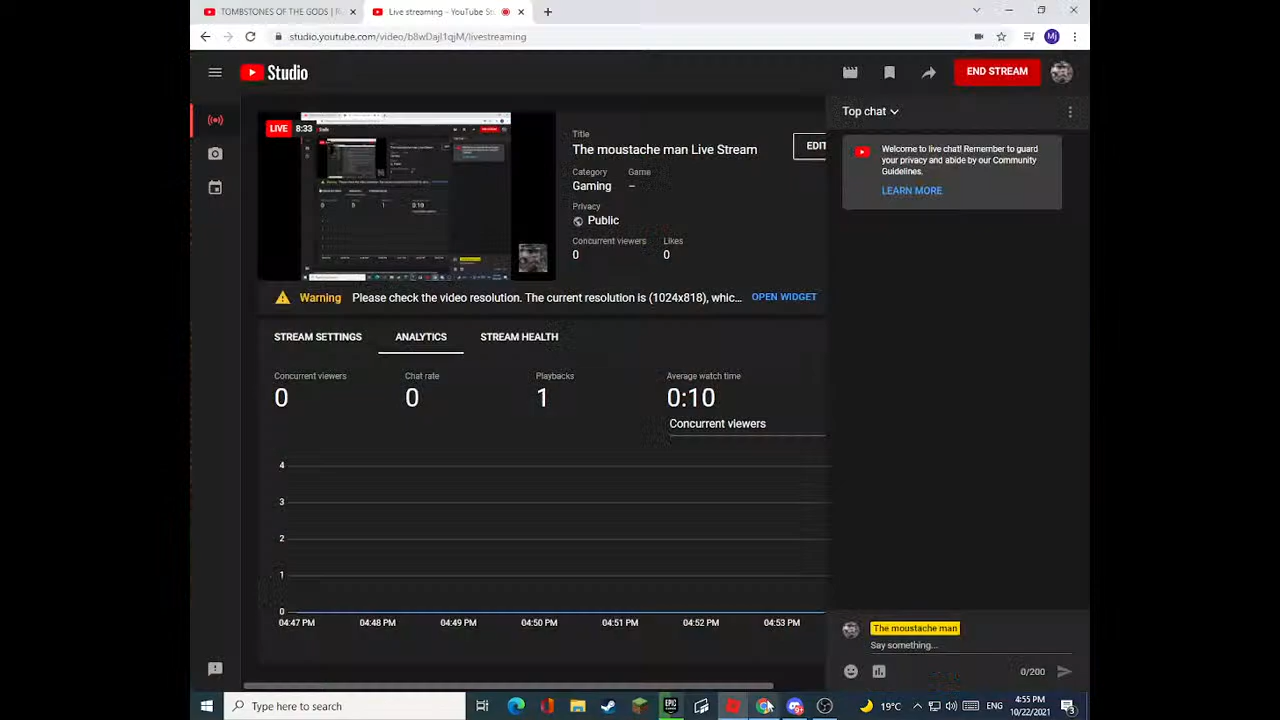 TOMBSTONES OF THE GODS | R
Live streaming - YouTube St
studio.youtube.com/video/b8wDajl1qjM/livestreaming
Mj
Studio
END STREAM
LIVE 8:33
Title
The moustache man Live Stream
EDIT
Category Game
Gaming –
Privacy
Public
Concurrent viewers Likes
0 0
Top chat
Welcome to live chat! Remember to guard
your privacy and abide by our Community
Guidelines.
LEARN MORE
Warning Please check the video resolution. The current resolution is (1024x818), whic... OPEN WIDGET
STREAM SETTINGS ANALYTICS STREAM HEALTH
Concurrent viewers Chat rate Playbacks Average watch time
0 0 1 0:10
Concurrent viewers
4
3
2
1
0
04:47 PM 04:48 PM 04:49 PM 04:50 PM 04:51 PM 04:52 PM 04:53 PM
The moustache man
Say something...
0/200
Type here to search
EPIC
19°C
ENG
4:55 PM
10/22/2021
3